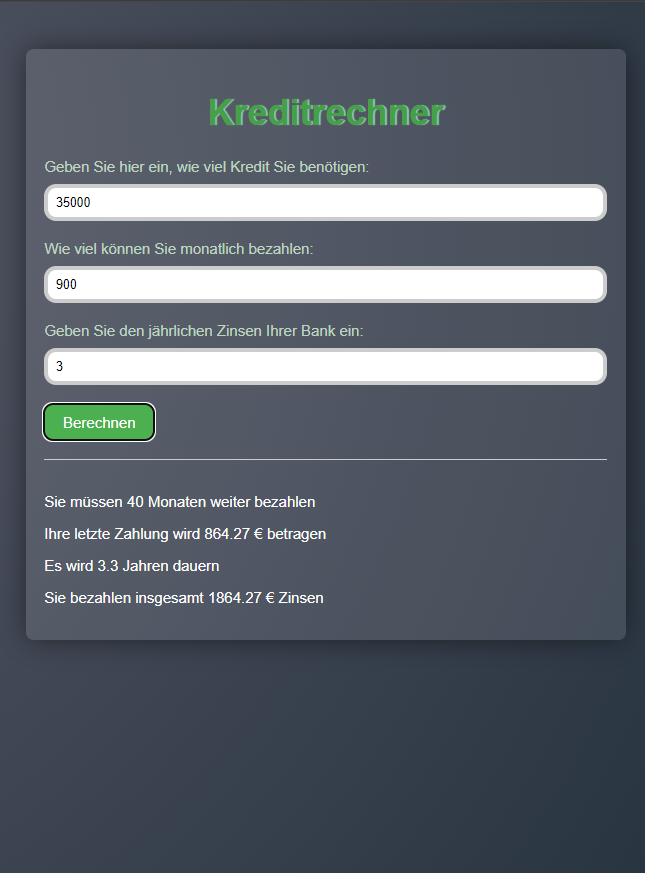 Kreditrechner
Geben Sie hier ein, wie viel Kredit Sie benötigen:
35000
Wie viel können Sie monatlich bezahlen:
900
Geben Sie den jährlichen Zinsen Ihrer Bank ein:
3
Berechnen
Sie müssen 40 Monaten weiter bezahlen
Ihre letzte Zahlung wird 864.27 € betragen
Es wird 3.3 Jahren dauern
Sie bezahlen insgesamt 1864.27 € Zinsen